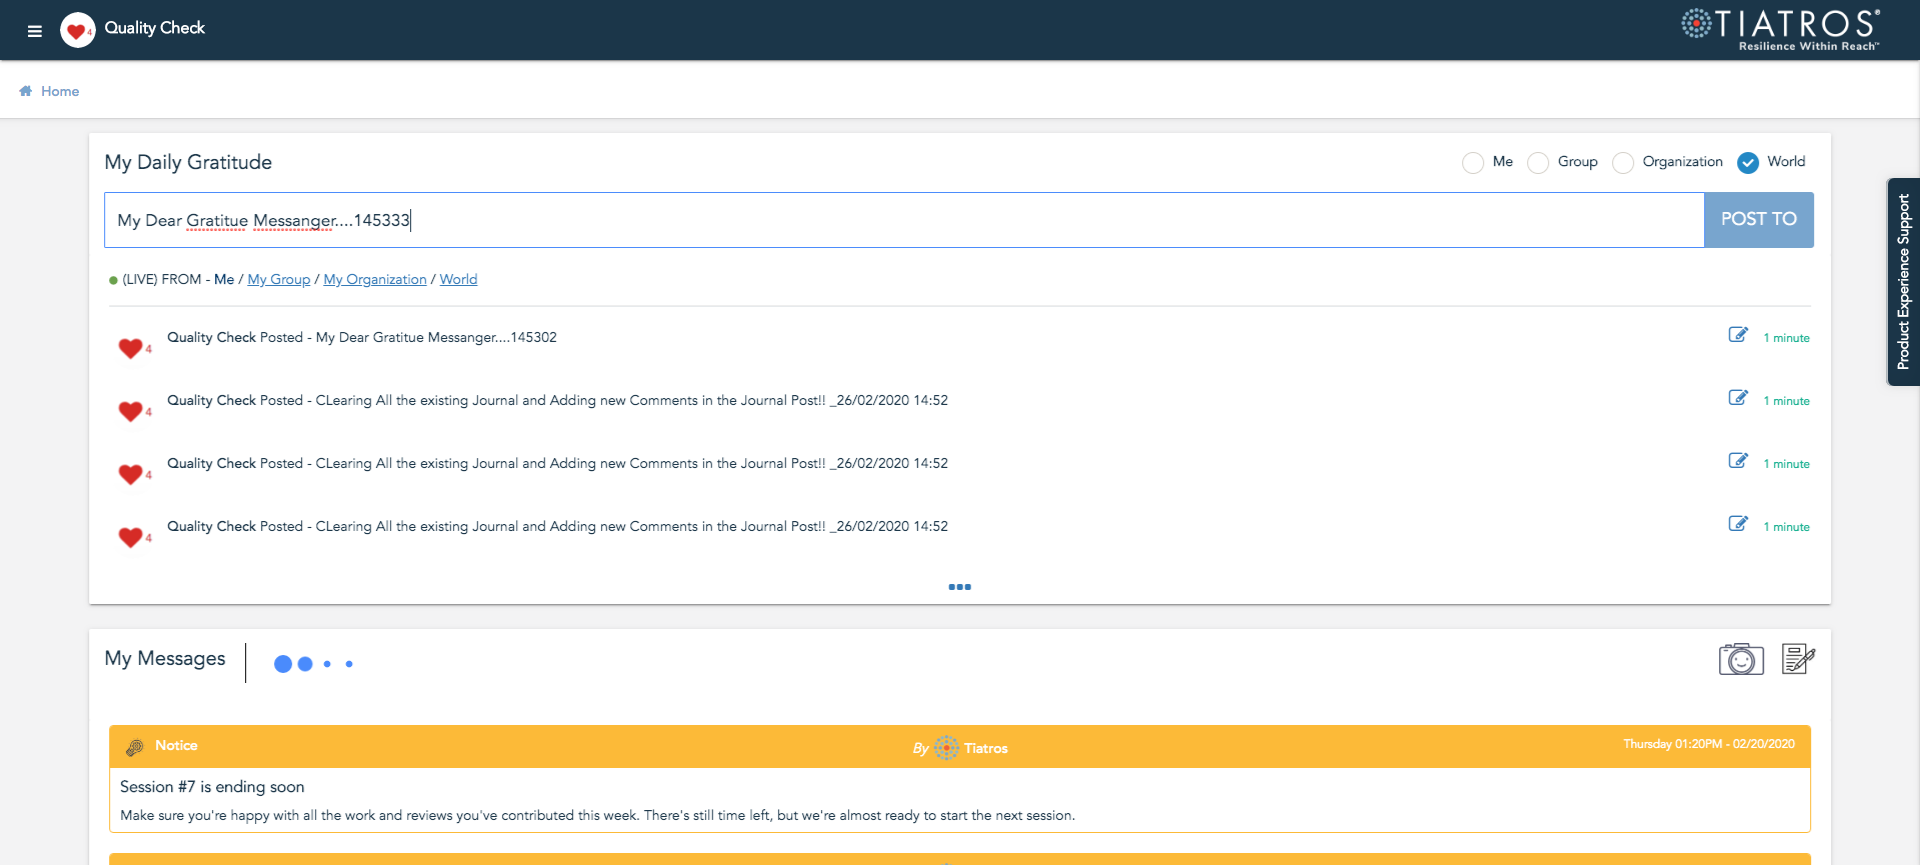 4 Quality Check
TIATROS®
Resilience Within Reach™
Home
My Daily Gratitude
Me Group Organization World
My Dear Gratitue Messanger....145333
POST TO
Product Experience Support
(LIVE) FROM - Me / My Group / My Organization / World
4 Quality Check Posted - My Dear Gratitue Messanger....145302 1 minute
4 Quality Check Posted - CLearing All the existing Journal and Adding new Comments in the Journal Post!! _26/02/2020 14:52 1 minute
4 Quality Check Posted - CLearing All the existing Journal and Adding new Comments in the Journal Post!! _26/02/2020 14:52 1 minute
4 Quality Check Posted - CLearing All the existing Journal and Adding new Comments in the Journal Post!! _26/02/2020 14:52 1 minute
My Messages
Notice By Tiatros Thursday 01:20PM - 02/20/2020
Session #7 is ending soon
Make sure you're happy with all the work and reviews you've contributed this week. There's still time left, but we're almost ready to start the next session.